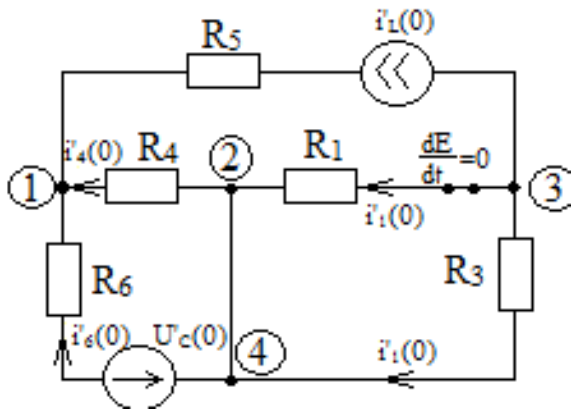 R5
i'L(0)
i'4(0)
R4
2
R1
dE/dt=0
1
3
i'1(0)
R6
R3
i'6(0)
U'C(0)
4
i'1(0)